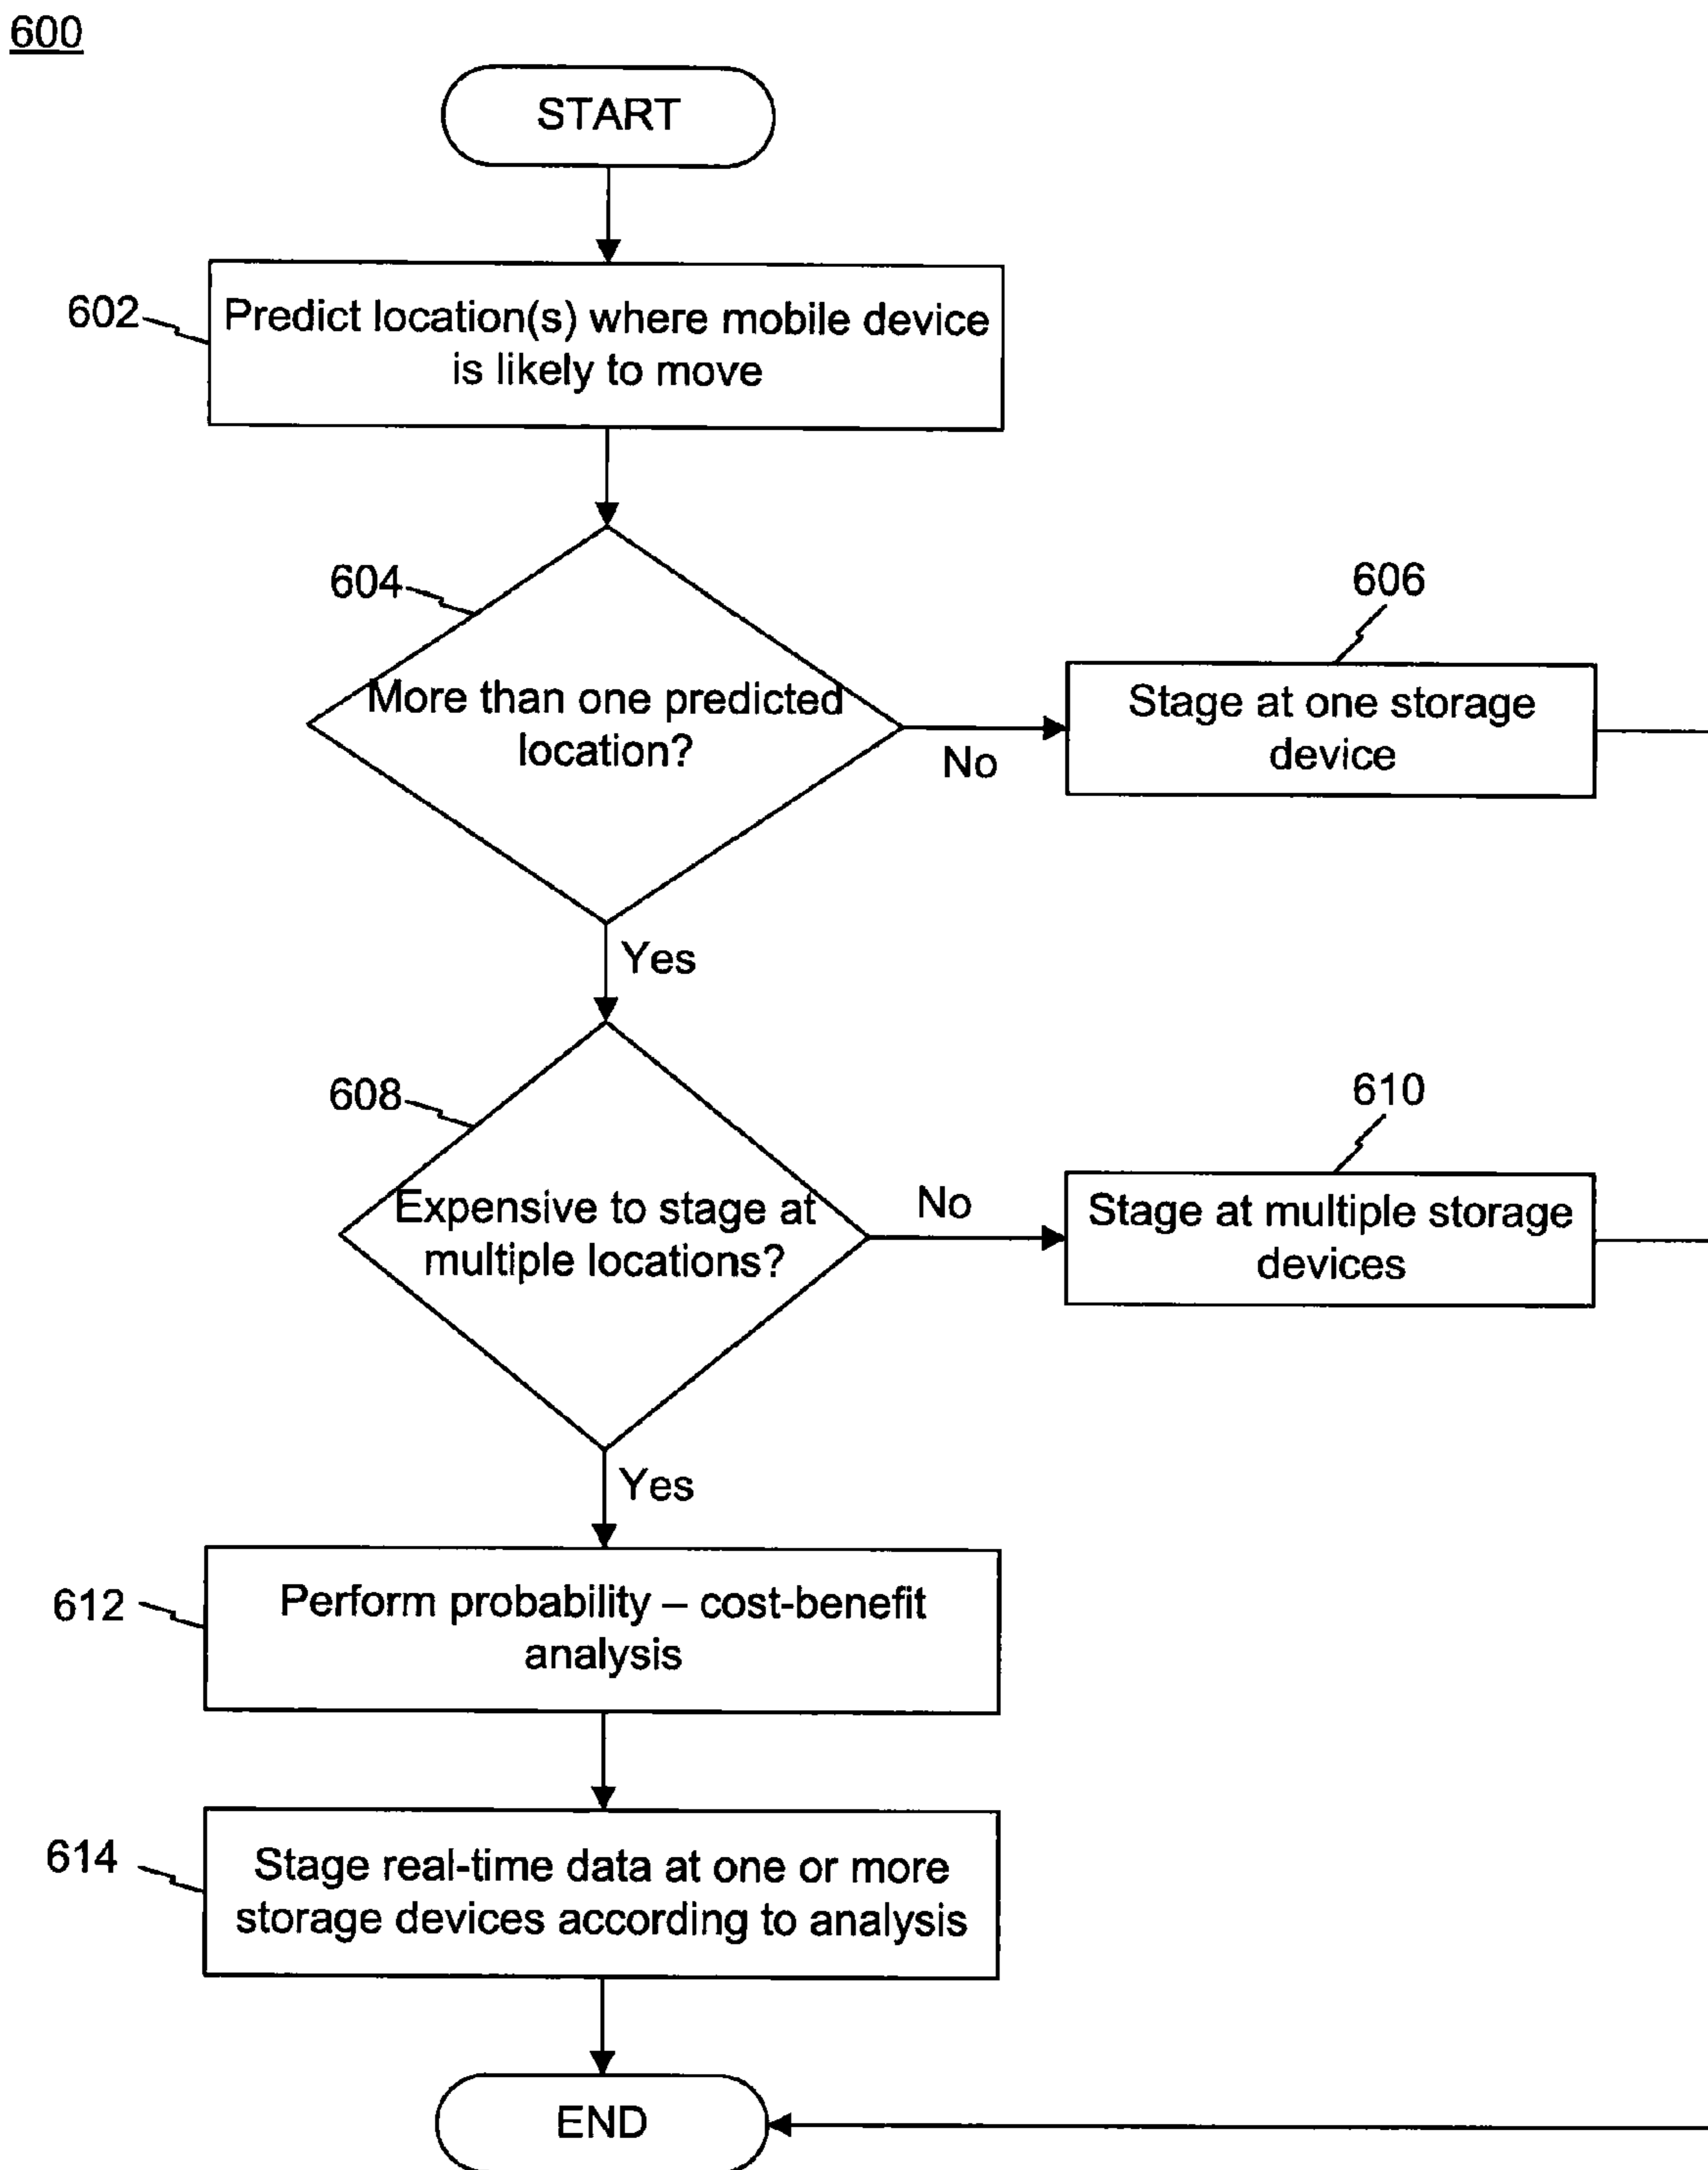 600
START
602
Predict location(s) where mobile device
is likely to move
604
More than one predicted
location?
No
606
Stage at one storage
device
Yes
608
Expensive to stage at
multiple locations?
No
610
Stage at multiple storage
devices
Yes
612
Perform probability – cost-benefit
analysis
614
Stage real-time data at one or more
storage devices according to analysis
END